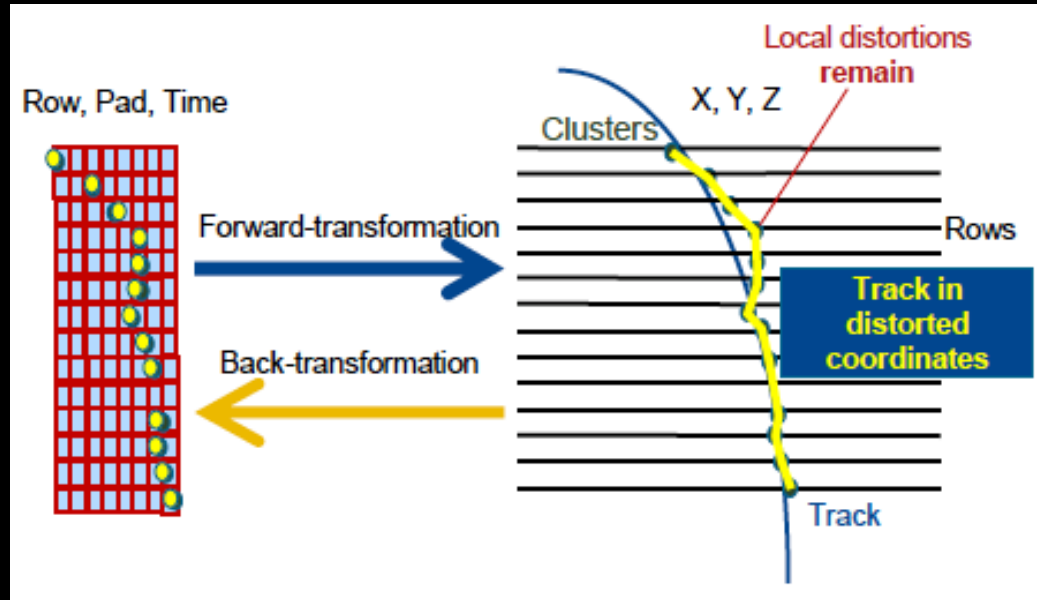 Local distortions
remain
Row, Pad, Time
X, Y, Z
Clusters
Forward-transformation
Rows
Track in
distorted
coordinates
Back-transformation
Track